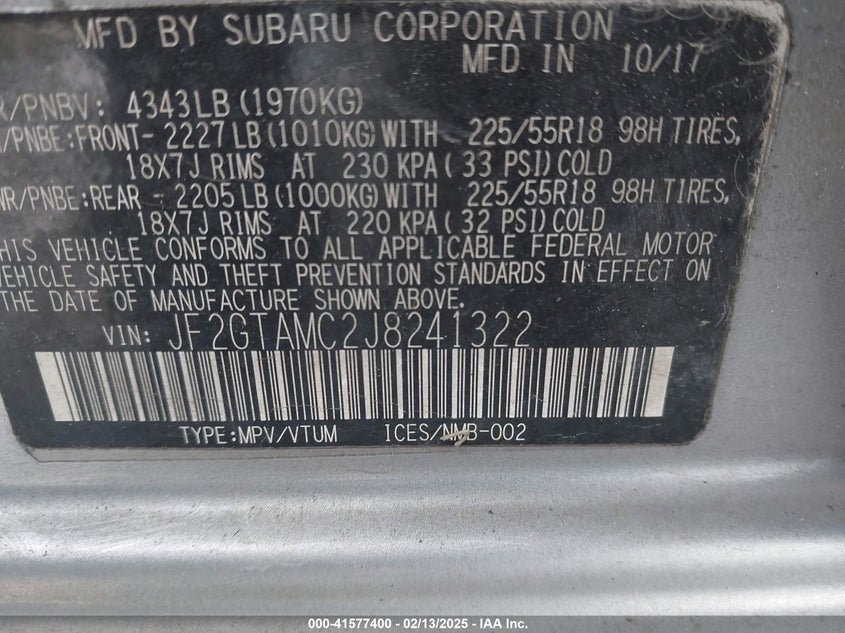 MFD BY SUBARU CORPORATION
MFD IN 10/17
R/PNBV: 4343LB (1970KG)
/PNBE:FRONT- 2227 LB (1010KG) WITH 225/55R18 98H TIRES,
18X7J RIMS AT 230 KPA ( 33 PSI) COLD
WR/PNBE:REAR - 2205 LB (1000KG) WITH 225/55R18 98H TIRES,
18X7J RIMS AT 220 KPA ( 32 PSI) COLD
HIS VEHICLE CONFORMS TO ALL APPLICABLE FEDERAL MOTOR
VEHICLE SAFETY AND THEFT PREVENTION STANDARDS IN EFFECT ON
THE DATE OF MANUFACTURE SHOWN ABOVE.
VIN: JF2GTAMC2J8241322
TYPE:MPV/VTUM ICES/NMB-002
000-41577400 - 02/13/2025 - IAA Inc.